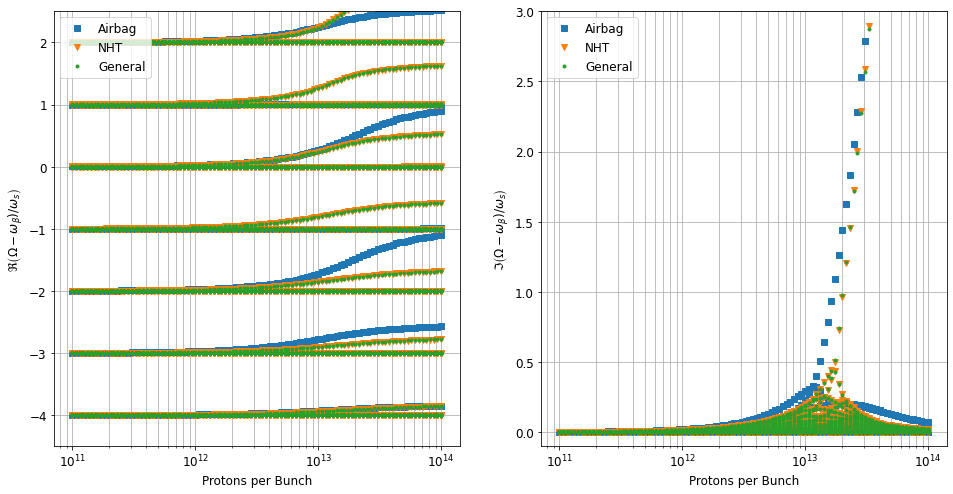 Airbag
NHT
General
2
1
0
−1
−2
−3
−4
ℜ(Ω − ω_β)/ω_s
10^11
10^12
10^13
10^14
Protons per Bunch
Airbag
NHT
General
3.0
2.5
2.0
1.5
1.0
0.5
0.0
ℑ(Ω − ω_β)/ω_s
10^11
10^12
10^13
10^14
Protons per Bunch